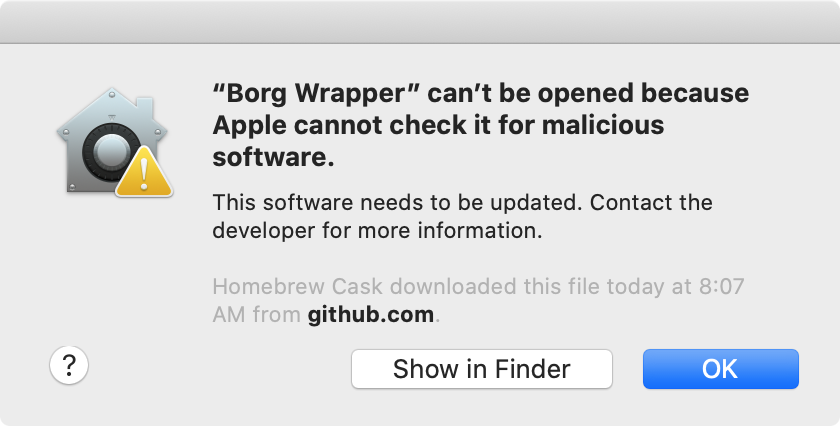 “Borg Wrapper” can’t be opened because
Apple cannot check it for malicious
software.
This software needs to be updated. Contact the
developer for more information.
Homebrew Cask downloaded this file today at 8:07
AM from github.com.
?
Show in Finder
OK